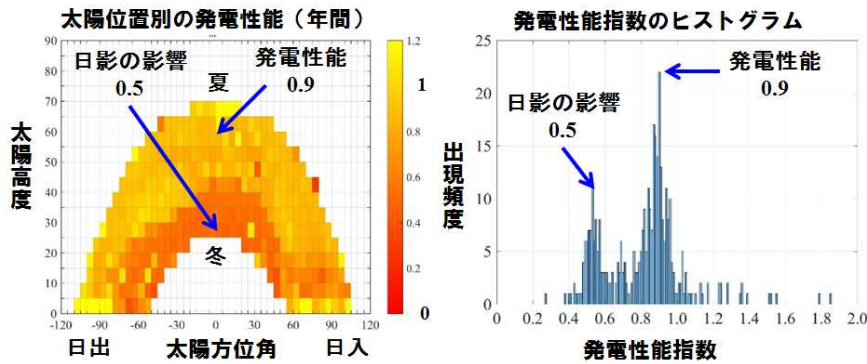 太陽位置別の発電性能（年間）
90
80
70
60
50
40
30
20
10
0
太陽高度
日影の影響
0.5
夏
発電性能
0.9
冬
-120 -90 -60 -30 0 30 60 90 120
日出 太陽方位角 日入
1.2
1
0.8
0.6
0.4
0.2
0
1
0
発電性能指数のヒストグラム
25
20
15
10
5
0
出現頻度
日影の影響
0.5
発電性能
0.9
0 0.2 0.4 0.6 0.8 1.0 1.2 1.4 1.6 1.8 2.0
発電性能指数